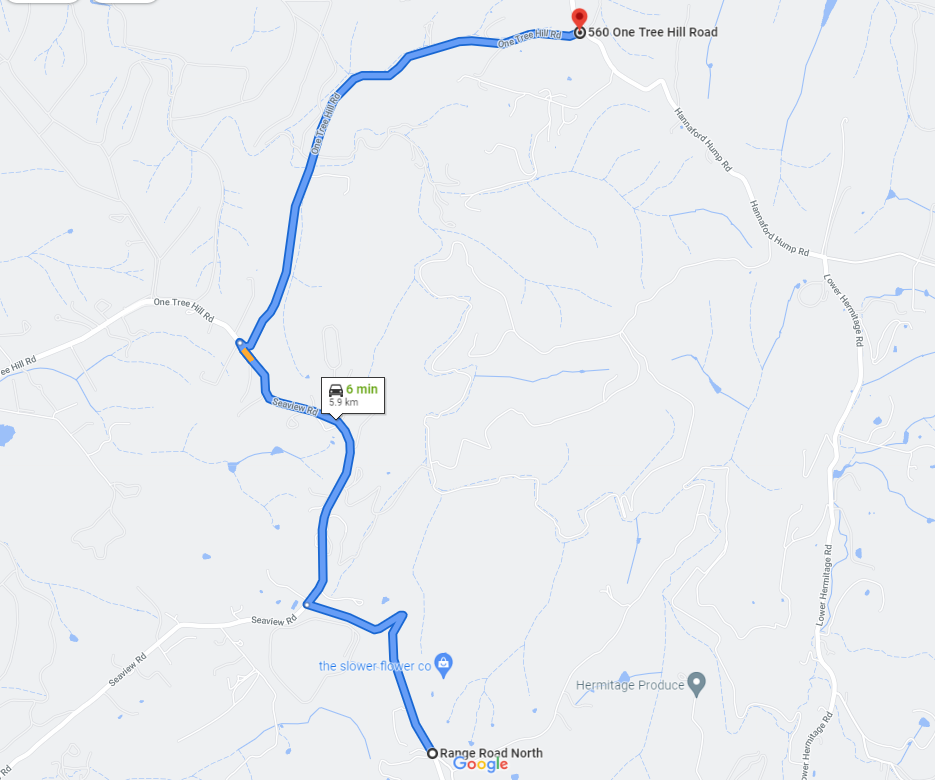 One Tree Hill Rd
560 One Tree Hill Road
One Tree Hill Rd
Hannaford Hump Rd
Hannaford Hump Rd
Lower Hermitage Rd
One Tree Hill Rd
ee Hill Rd
6 min
5.9 km
Seaview Rd
Lower Hermitage Rd
Seaview Rd
Seaview Rd
the slower flower co
Hermitage Produce
Lower Hermitage Rd
Range Road North
Google
Rd